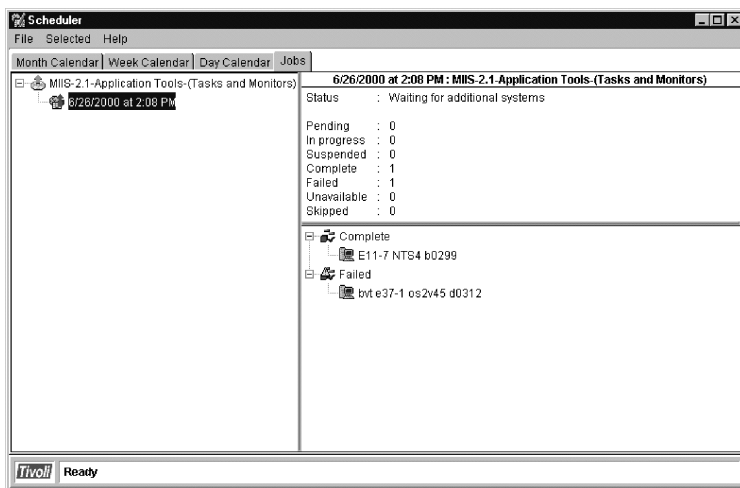 Scheduler
File Selected Help
Month Calendar Week Calendar Day Calendar Jobs
MIIS-2.1-Application Tools-(Tasks and Monitors)
6/26/2000 at 2:08 PM
6/26/2000 at 2:08 PM : MIIS-2.1-Application Tools-(Tasks and Monitors)
Status : Waiting for additional systems
Pending : 0
In progress : 0
Suspended : 0
Complete : 1
Failed : 1
Unavailable : 0
Skipped : 0
Complete
E11-7 NTS4 b0299
Failed
bvt e37-1 os2v45 d0312
Tivoli Ready